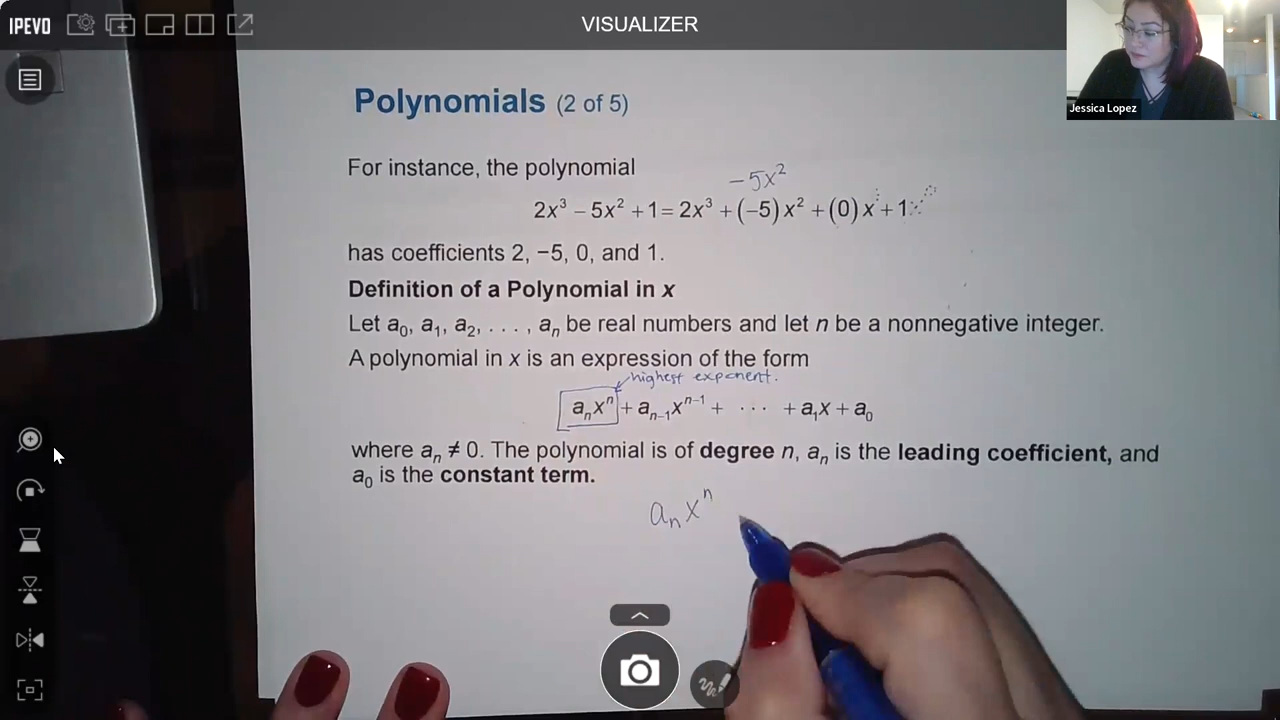 IPEVO
VISUALIZER
Jessica Lopez
Polynomials (2 of 5)
For instance, the polynomial
-5x²
2x³ − 5x² + 1 = 2x³ + (−5) x² + (0) x + 1
has coefficients 2, −5, 0, and 1.
Definition of a Polynomial in x
Let a₀, a₁, a₂, . . . , aₙ be real numbers and let n be a nonnegative integer.
A polynomial in x is an expression of the form
highest exponent.
aₙxⁿ + aₙ₋₁xⁿ⁻¹ + ⋯ + a₁x + a₀
where aₙ ≠ 0. The polynomial is of degree n, aₙ is the leading coefficient, and
a₀ is the constant term.
aₙxⁿ